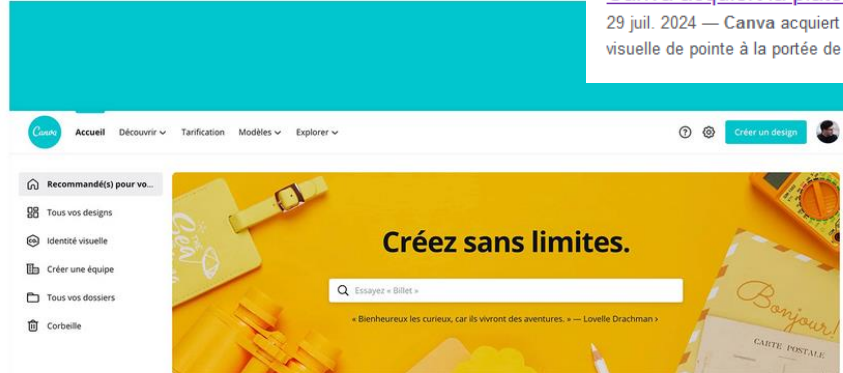 29 juil. 2024 — Canva acquiert
visuelle de pointe à la portée de
Canva
Accueil Découvrir Tarification Modèles Explorer
Créer un design
Recommandé(s) pour vo...
Tous vos designs
Identité visuelle
Créer une équipe
Tous vos dossiers
Corbeille
Créez sans limites.
Essayez « Billet »
« Bienheureux les curieux, car ils vivront des aventures. » — Lovelle Drachman ›
Bonjour!
CARTE POSTALE